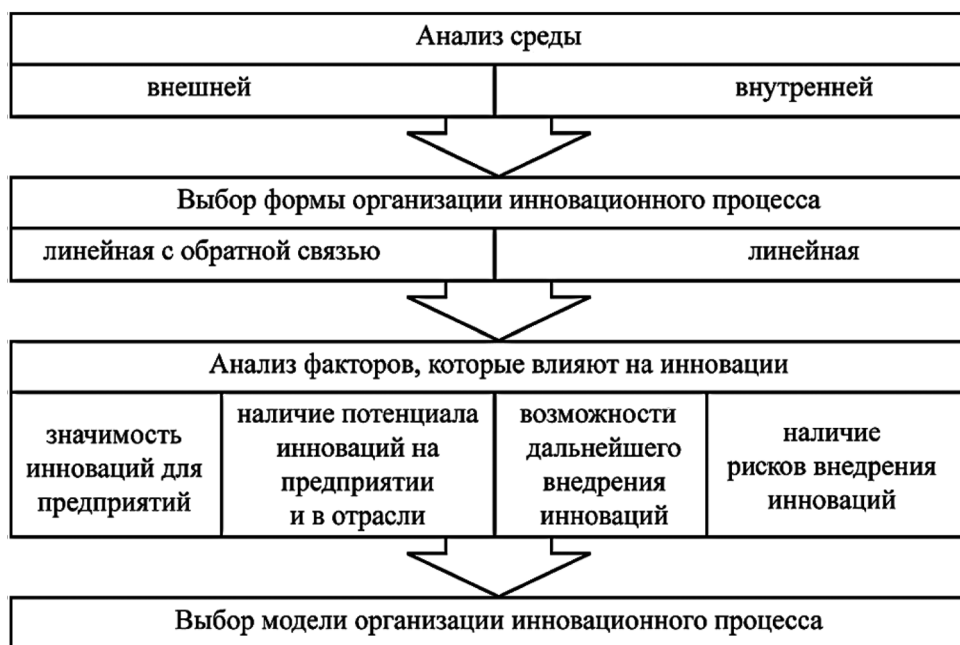 Анализ среды
внешней
внутренней
Выбор формы организации инновационного процесса
линейная с обратной связью
линейная
Анализ факторов, которые влияют на инновации
значимость
инноваций для
предприятий
наличие потенциала
инноваций на
предприятии
и в отрасли
возможности
дальнейшего
внедрения
инноваций
наличие
рисков внедрения
инноваций
Выбор модели организации инновационного процесса